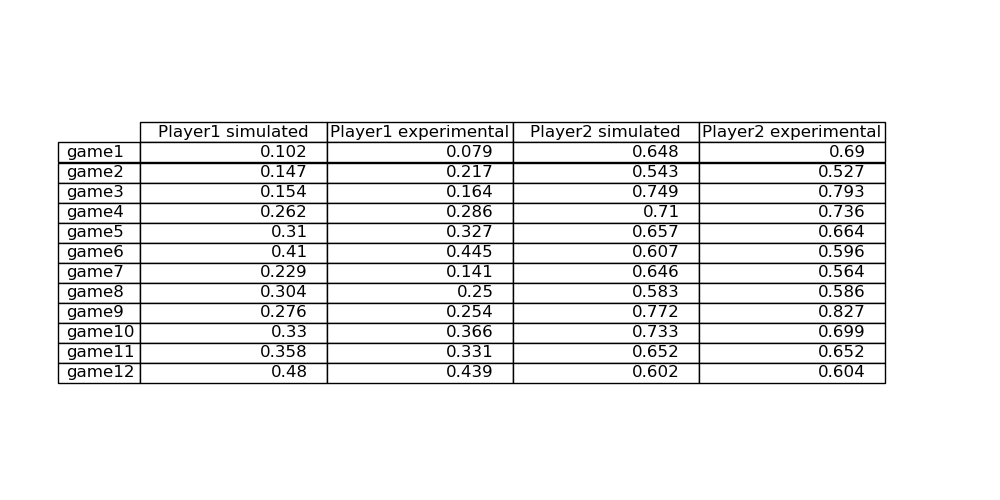 Player1 simulated Player1 experimental Player2 simulated Player2 experimental
game1 0.102 0.079 0.648 0.69
game2 0.147 0.217 0.543 0.527
game3 0.154 0.164 0.749 0.793
game4 0.262 0.286 0.71 0.736
game5 0.31 0.327 0.657 0.664
game6 0.41 0.445 0.607 0.596
game7 0.229 0.141 0.646 0.564
game8 0.304 0.25 0.583 0.586
game9 0.276 0.254 0.772 0.827
game10 0.33 0.366 0.733 0.699
game11 0.358 0.331 0.652 0.652
game12 0.48 0.439 0.602 0.604